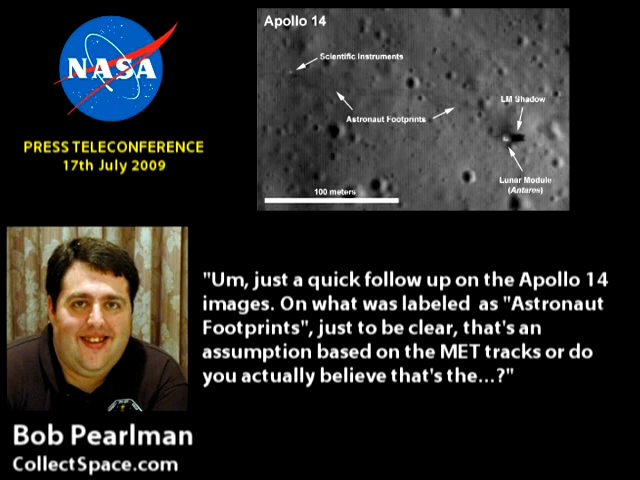 NASA
PRESS TELECONFERENCE
17th July 2009
Apollo 14
Scientific Instruments
Astronaut Footprints
LM Shadow
Lunar Module
(Antares)
100 meters
"Um, just a quick follow up on the Apollo 14
images. On what was labeled as "Astronaut
Footprints", just to be clear, that's an
assumption based on the MET tracks or do
you actually believe that's the...?"
Bob Pearlman
CollectSpace.com